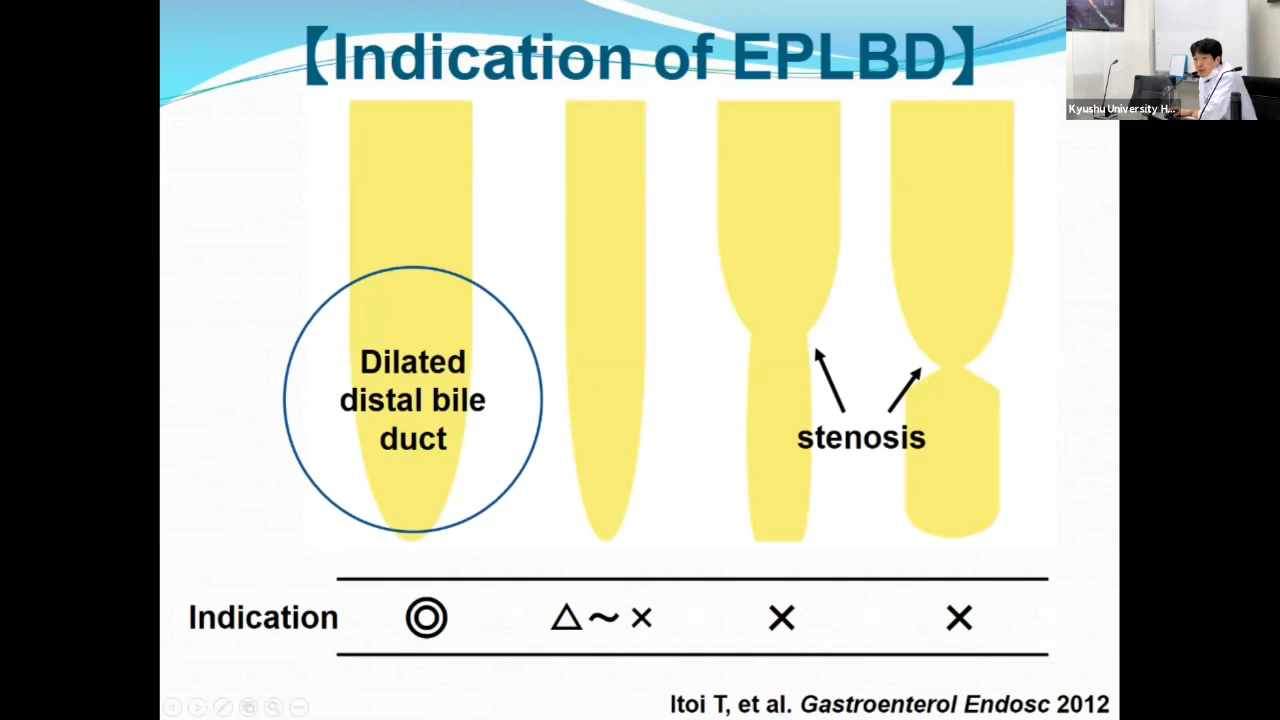 【Indication of EPLBD】
Kyushu University H...
Dilated
distal bile
duct
stenosis
Indication ◎ △～× × ×
Itoi T, et al. Gastroenterol Endosc 2012